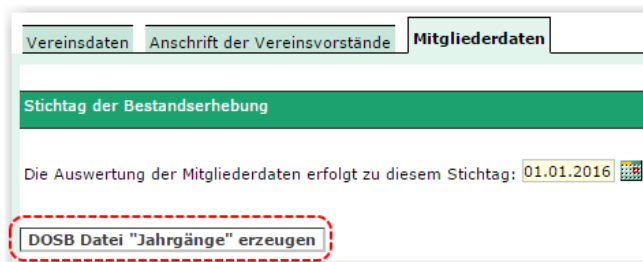 Vereinsdaten Anschrift der Vereinsvorstände Mitgliederdaten
Stichtag der Bestandserhebung
Die Auswertung der Mitgliederdaten erfolgt zu diesem Stichtag: 01.01.2016
DOSB Datei "Jahrgänge" erzeugen